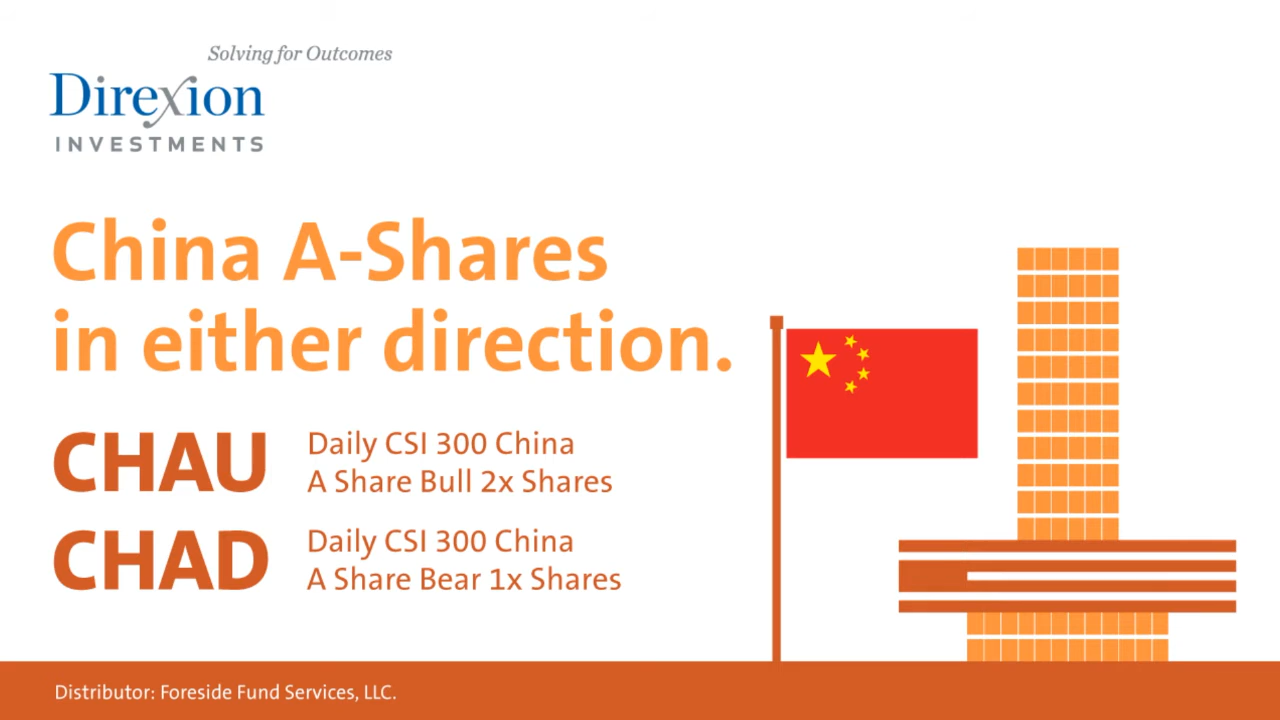 Solving for Outcomes
Direxion
INVESTMENTS
China A-Shares
in either direction.
CHAU
Daily CSI 300 China
A Share Bull 2x Shares
CHAD
Daily CSI 300 China
A Share Bear 1x Shares
Distributor: Foreside Fund Services, LLC.